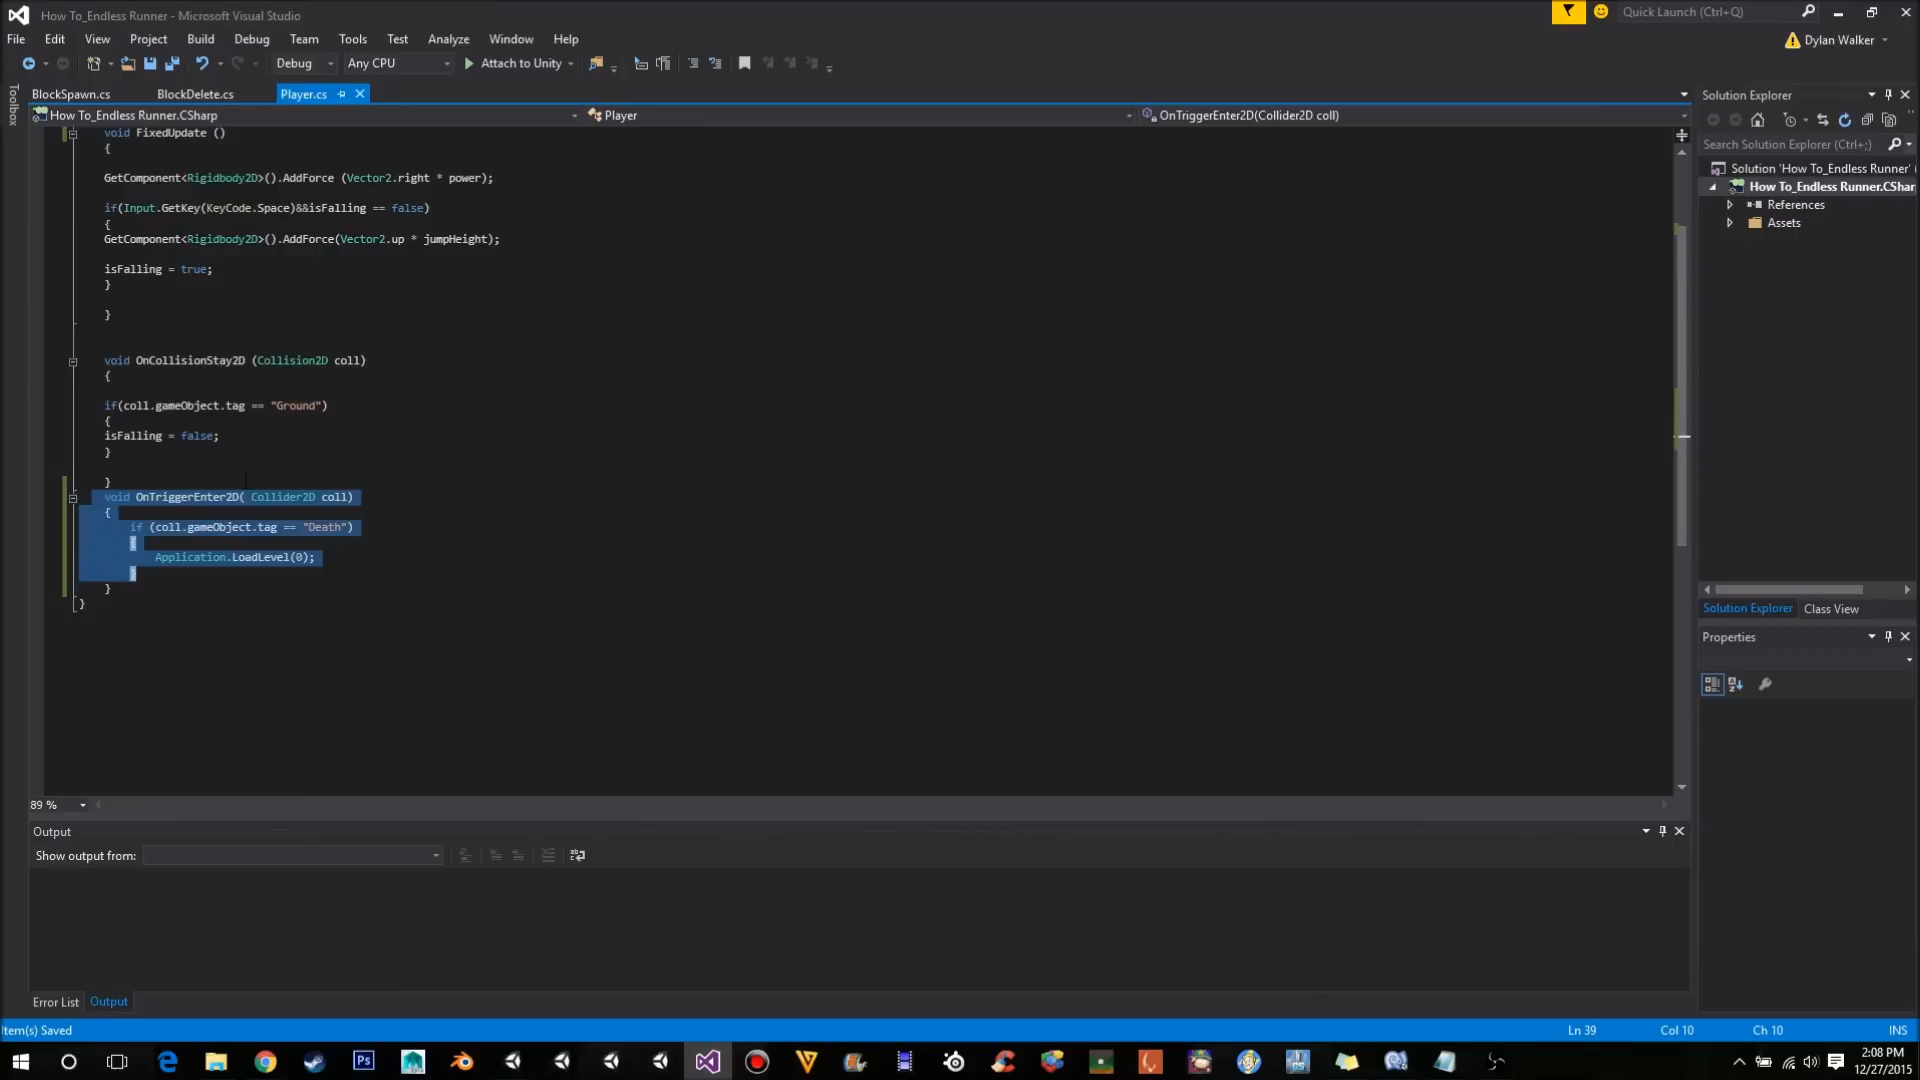 How To_Endless Runner - Microsoft Visual Studio
Quick Launch (Ctrl+Q)
File Edit View Project Build Debug Team Tools Test Analyze Window Help
Dylan Walker
Debug Any CPU Attach to Unity
Toolbox
BlockSpawn.cs BlockDelete.cs Player.cs
How To_Endless Runner.CSharp Player OnTriggerEnter2D(Collider2D coll)
void FixedUpdate ()
{
GetComponent<Rigidbody2D>().AddForce (Vector2.right * power);
if(Input.GetKey(KeyCode.Space)&&isFalling == false)
{
GetComponent<Rigidbody2D>().AddForce(Vector2.up * jumpHeight);
isFalling = true;
}
}
void OnCollisionStay2D (Collision2D coll)
{
if(coll.gameObject.tag == "Ground")
{
isFalling = false;
}
}
void OnTriggerEnter2D( Collider2D coll)
{
if (coll.gameObject.tag == "Death")
{
Application.LoadLevel(0);
}
}
}
89 %
Solution Explorer
Search Solution Explorer (Ctrl+;)
Solution 'How To_Endless Runner' (
How To_Endless Runner.CShar
References
Assets
Solution Explorer Class View
Properties
Output
Show output from:
Error List Output
Item(s) Saved Ln 39 Col 10 Ch 10 INS
Ps
2:08 PM
12/27/2015